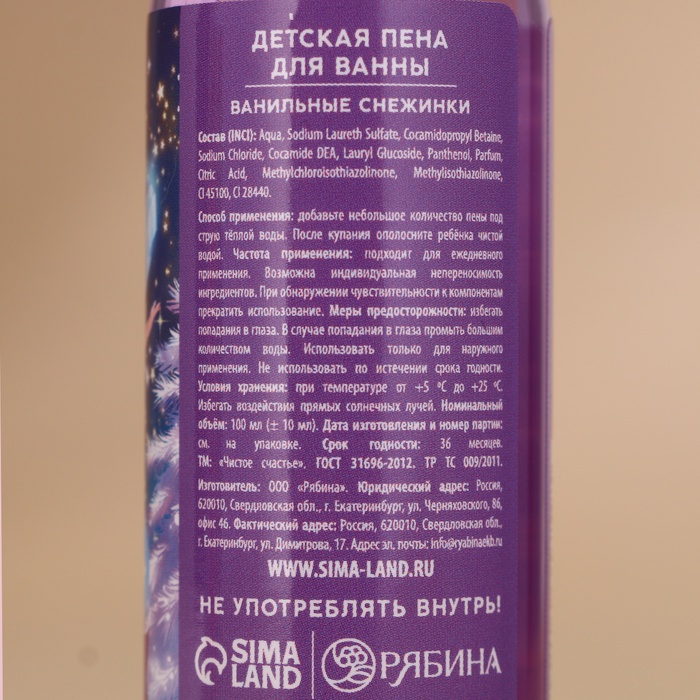 ДЕТСКАЯ ПЕНА
ДЛЯ ВАННЫ
ВАНИЛЬНЫЕ СНЕЖИНКИ
Состав (INCI): Aqua, Sodium Laureth Sulfate, Cocamidopropyl Betaine,
Sodium Chloride, Cocamide DEA, Lauryl Glucoside, Panthenol, Parfum,
Citric Acid, Methylchloroisothiazolinone, Methylisothiazolinone,
CI 45100, CI 28440.
Способ применения: добавьте небольшое количество пены под
струю тёплой воды. После купания ополосните ребёнка чистой
водой. Частота применения: подходит для ежедневного
применения. Возможна индивидуальная непереносимость
ингредиентов. При обнаружении чувствительности к компонентам
прекратить использование. Меры предосторожности: избегать
попадания в глаза. В случае попадания в глаза промыть большим
количеством воды. Использовать только для наружного
применения. Не использовать по истечении срока годности.
Условия хранения: при температуре от +5 °C до +25 °C.
Избегать воздействия прямых солнечных лучей. Номинальный
объём: 100 мл (± 10 мл). Дата изготовления и номер партии:
см. на упаковке. Срок годности: 36 месяцев.
ТМ: «Чистое счастье». ГОСТ 31696-2012. ТР ТС 009/2011.
Изготовитель: ООО «Рябина». Юридический адрес: Россия,
620010, Свердловская обл., г. Екатеринбург, ул. Черняховского, 86,
офис 46. Фактический адрес: Россия, 620010, Свердловская обл.,
г. Екатеринбург, ул. Димитрова, 17. Адрес эл. почты: info@ryabinaekb.ru
WWW.SIMA-LAND.RU
НЕ УПОТРЕБЛЯТЬ ВНУТРЬ!
SIMA
LAND
РЯБИНА